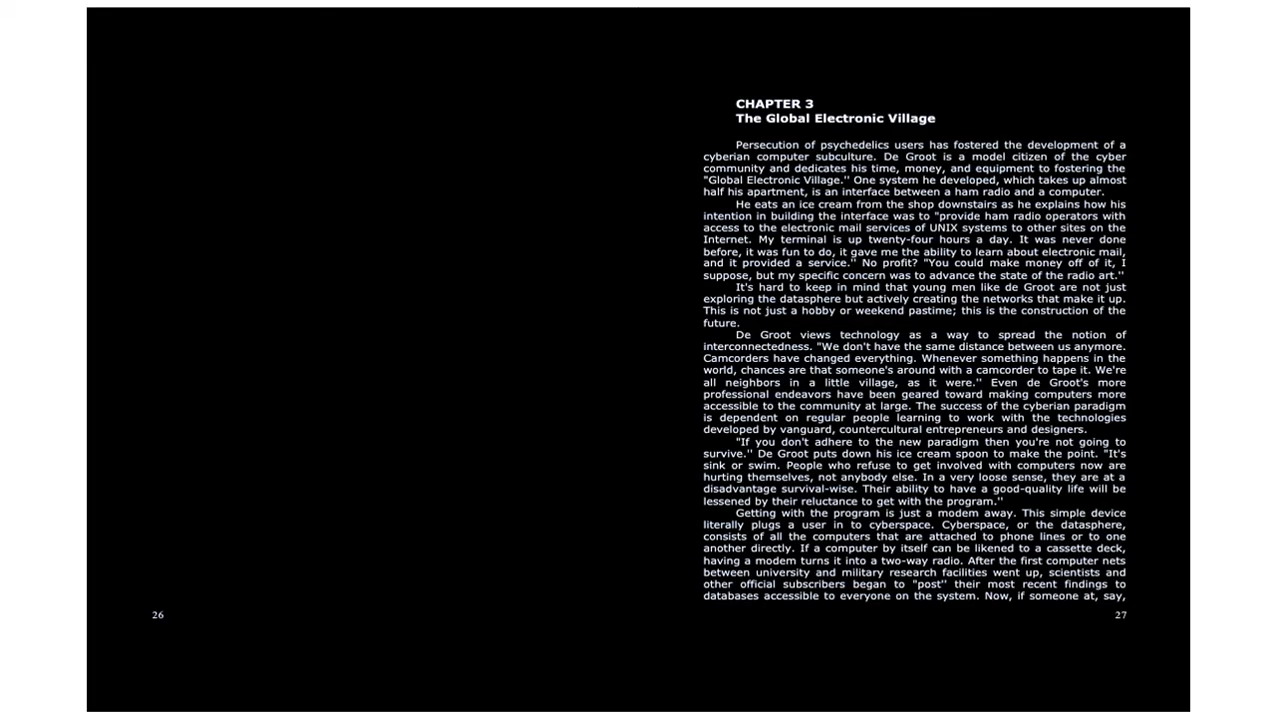 CHAPTER 3
The Global Electronic Village
Persecution of psychedelics users has fostered the development of a
cyberian computer subculture. De Groot is a model citizen of the cyber
community and dedicates his time, money, and equipment to fostering the
"Global Electronic Village.'' One system he developed, which takes up almost
half his apartment, is an interface between a ham radio and a computer.
He eats an ice cream from the shop downstairs as he explains how his
intention in building the interface was to "provide ham radio operators with
access to the electronic mail services of UNIX systems to other sites on the
Internet. My terminal is up twenty-four hours a day. It was never done
before, it was fun to do, it gave me the ability to learn about electronic mail,
and it provided a service.'' No profit? "You could make money off of it, I
suppose, but my specific concern was to advance the state of the radio art.''
It's hard to keep in mind that young men like de Groot are not just
exploring the datasphere but actively creating the networks that make it up.
This is not just a hobby or weekend pastime; this is the construction of the
future.
De Groot views technology as a way to spread the notion of
interconnectedness. "We don't have the same distance between us anymore.
Camcorders have changed everything. Whenever something happens in the
world, chances are that someone's around with a camcorder to tape it. We're
all neighbors in a little village, as it were.'' Even de Groot's more
professional endeavors have been geared toward making computers more
accessible to the community at large. The success of the cyberian paradigm
is dependent on regular people learning to work with the technologies
developed by vanguard, countercultural entrepreneurs and designers.
"If you don't adhere to the new paradigm then you're not going to
survive.'' De Groot puts down his ice cream spoon to make the point. "It's
sink or swim. People who refuse to get involved with computers now are
hurting themselves, not anybody else. In a very loose sense, they are at a
disadvantage survival-wise. Their ability to have a good-quality life will be
lessened by their reluctance to get with the program.''
Getting with the program is just a modem away. This simple device
literally plugs a user in to cyberspace. Cyberspace, or the datasphere,
consists of all the computers that are attached to phone lines or to one
another directly. If a computer by itself can be likened to a cassette deck,
having a modem turns it into a two-way radio. After the first computer nets
between university and military research facilities went up, scientists and
other official subscribers began to "post'' their most recent findings to
databases accessible to everyone on the system. Now, if someone at, say,
26
27